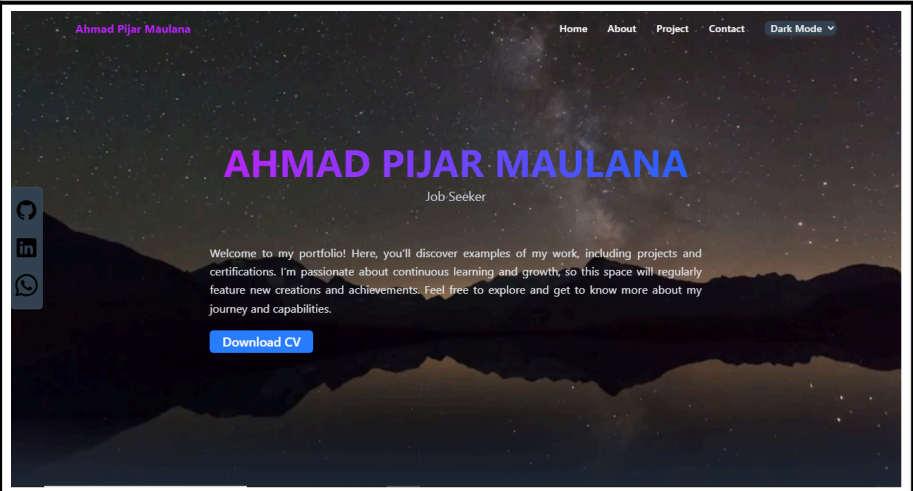 Ahmad Pijar Maulana
Home About Project Contact Dark Mode
AHMAD PIJAR MAULANA
Job Seeker
Welcome to my portfolio! Here, you'll discover examples of my work, including projects and
certifications. I'm passionate about continuous learning and growth, so this space will regularly
feature new creations and achievements. Feel free to explore and get to know more about my
journey and capabilities.
Download CV
in